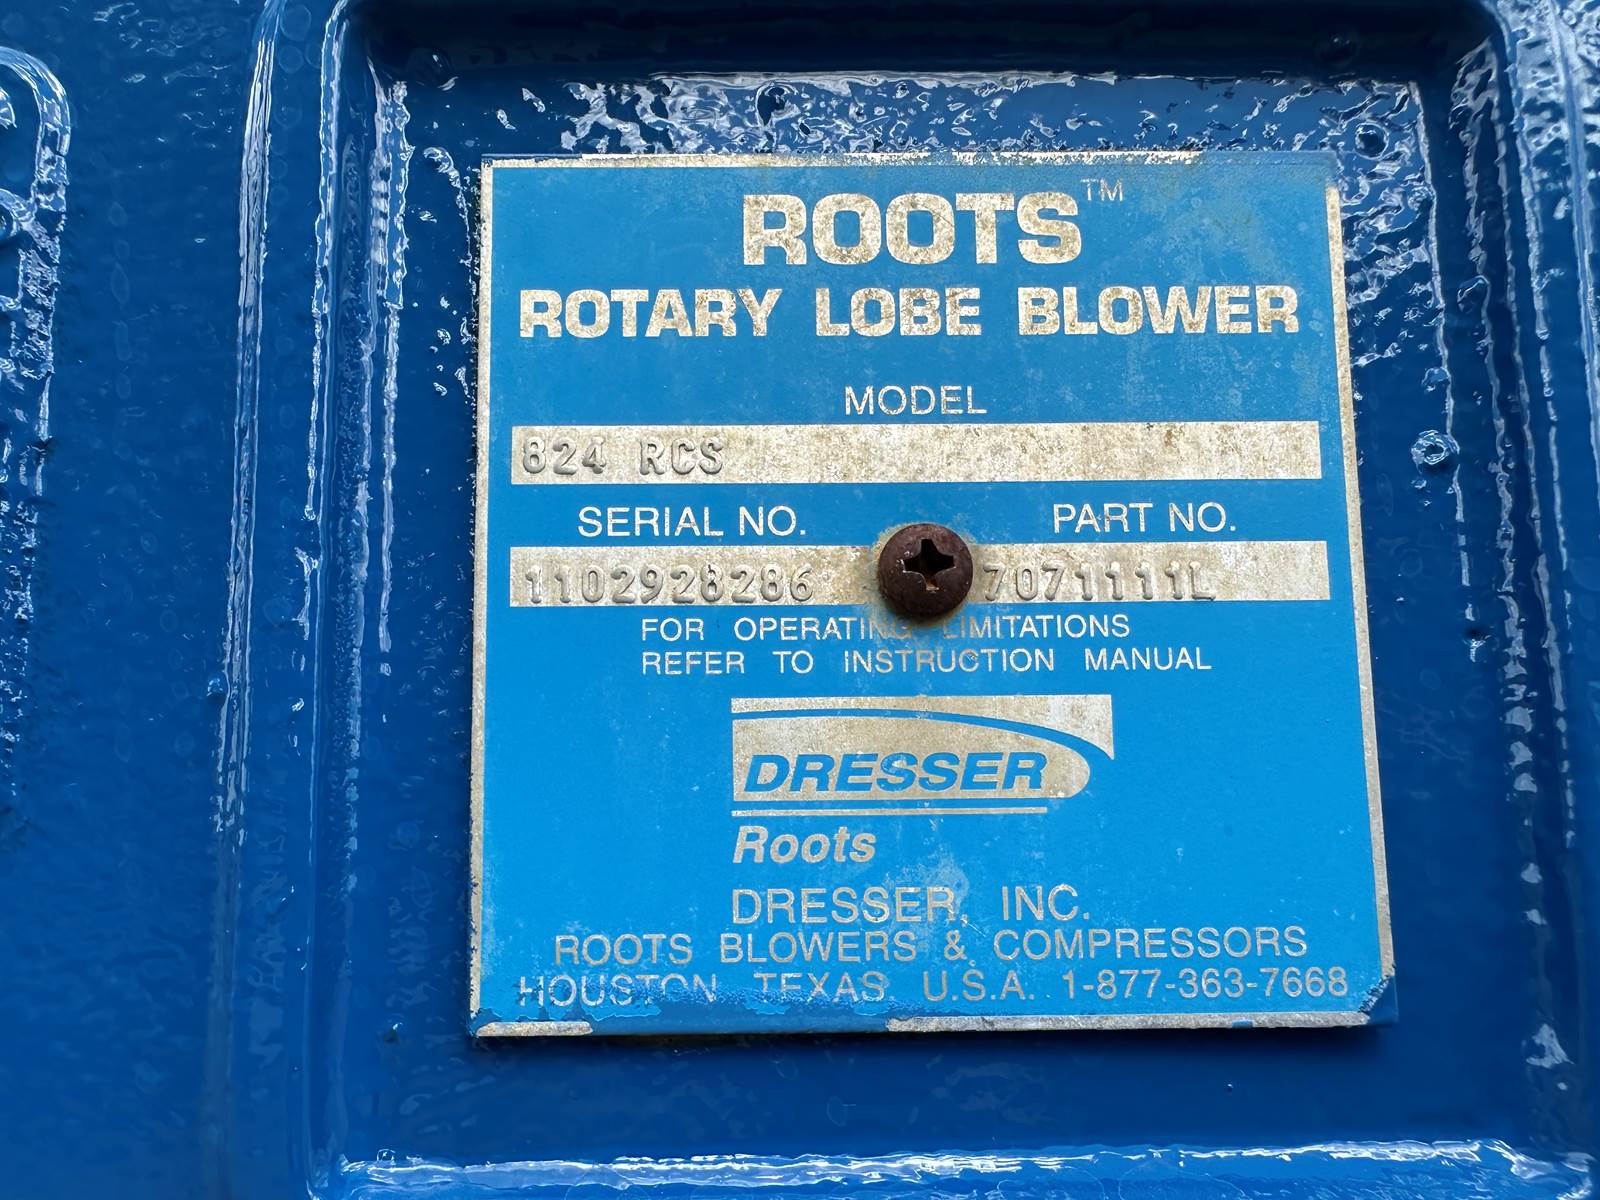 ROOTS™
ROTARY LOBE BLOWER
MODEL
824 RCS
SERIAL NO. PART NO.
1102928286 7071111L
FOR OPERATING LIMITATIONS
REFER TO INSTRUCTION MANUAL
DRESSER
Roots
DRESSER, INC.
ROOTS BLOWERS & COMPRESSORS
HOUSTON, TEXAS U.S.A. 1-877-363-7668